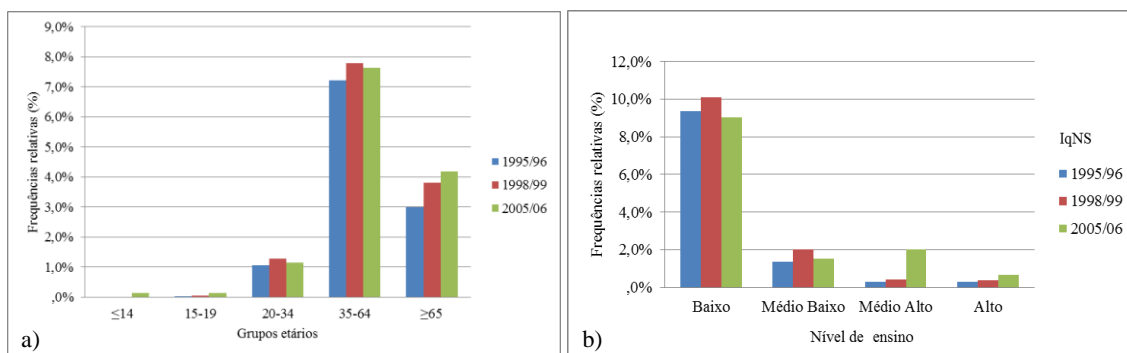 9,0%
8,0%
7,0%
6,0%
5,0%
4,0%
3,0%
2,0%
1,0%
,0%
Frequências relativas (%)
≤14 15-19 20-34 35-64 ≥65
Grupos etários
1995/96
1998/99
2005/06
a)
12,0%
10,0%
8,0%
6,0%
4,0%
2,0%
,0%
Frequências relativas (%)
Baixo Médio Baixo Médio Alto Alto
Nível de ensino
IqNS
1995/96
1998/99
2005/06
b)